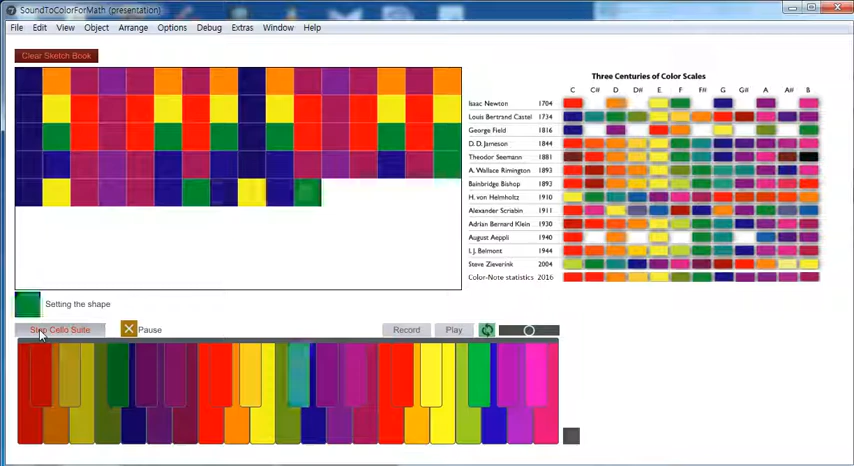 SoundToColorForMath (presentation)
File Edit View Object Arrange Options Debug Extras Window Help
Clear Sketch Book
Three Centuries of Color Scales
C C# D D# E F F# G G# A A# B
Isaac Newton 1704
Louis Bertrand Castel 1734
George Field 1816
D. D. Jameson 1844
Theodor Seemann 1881
A. Wallace Rimington 1893
Bainbridge Bishop 1893
H. von Helmholtz 1910
Alexander Scriabin 1911
Adrian Bernard Klein 1930
August Aeppli 1940
I. J. Belmont 1944
Steve Zieverink 2004
Color-Note statistics 2016
Setting the shape
Stop Cello Suite Pause Record Play